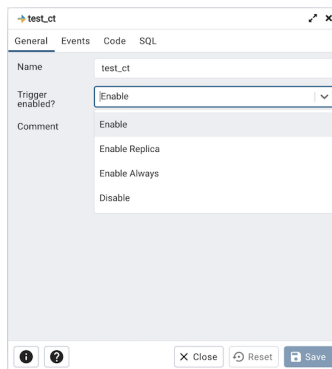 test_ct
General Events Code SQL
Name test_ct
Trigger enabled? Enable
Comment
Enable
Enable Replica
Enable Always
Disable
Close Reset Save